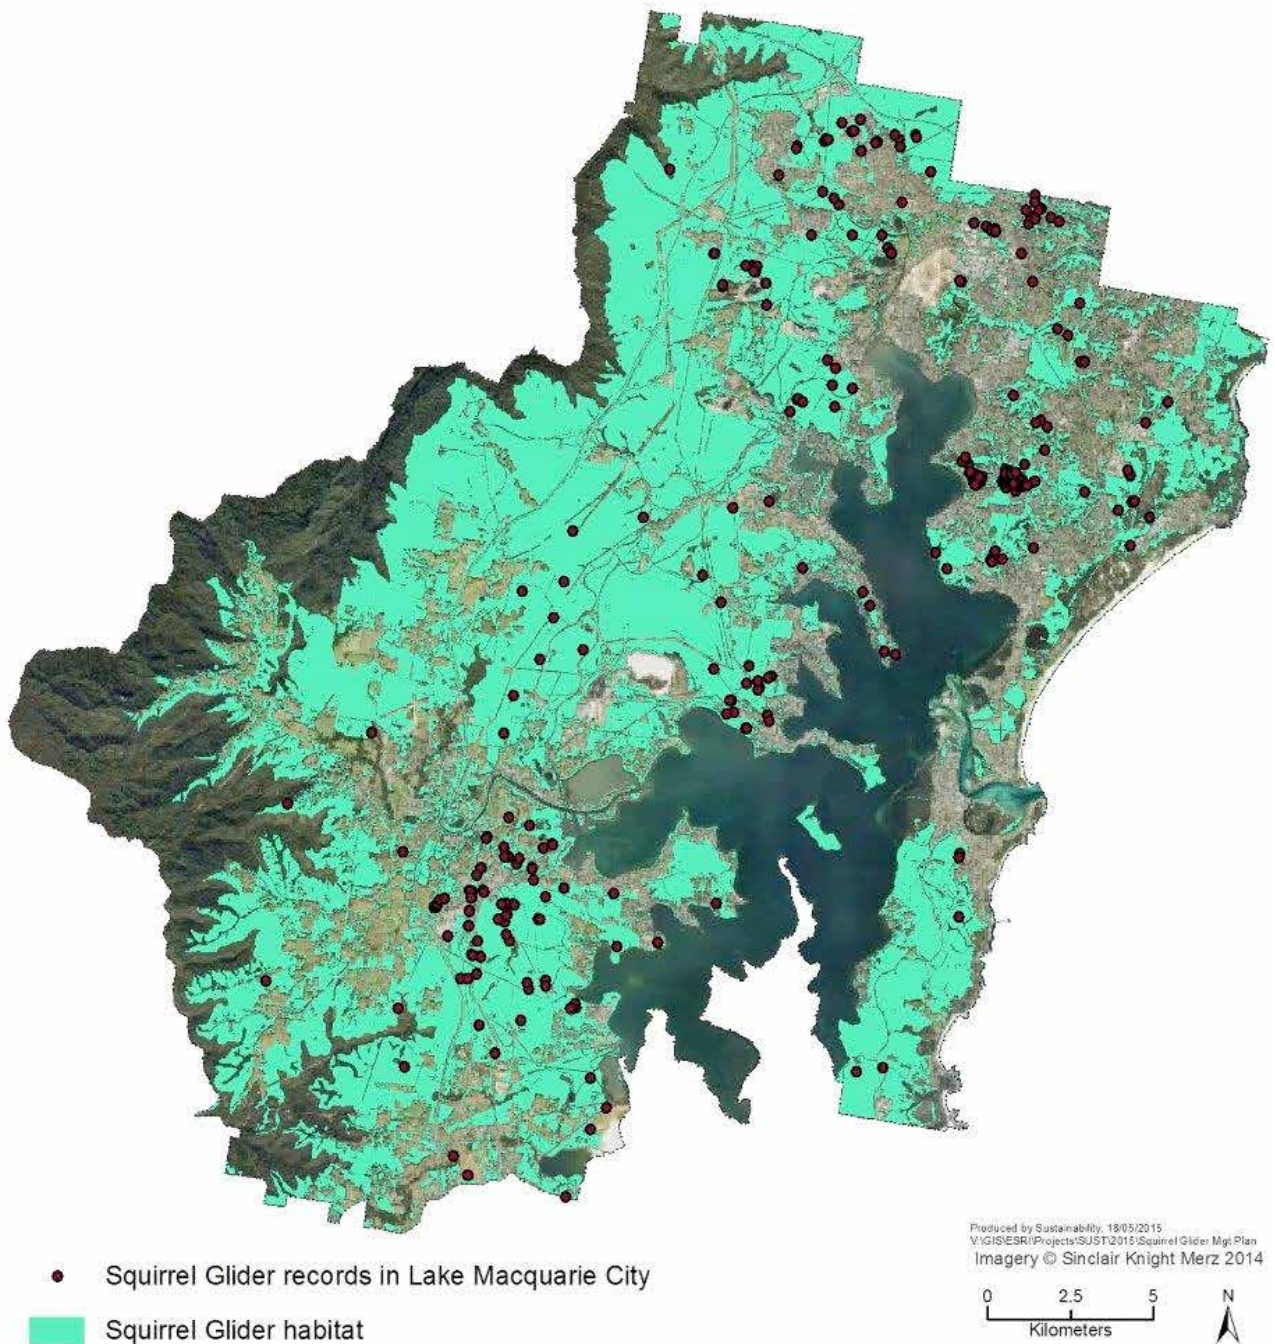 Produced by Sustainability, 18/05/2015
V:\GIS\ESRI\Projects\SUST\2015\Squirrel Glider Mgt Plan
Imagery © Sinclair Knight Merz 2014
Squirrel Glider records in Lake Macquarie City
0 2.5 5
N
Kilometers
Squirrel Glider habitat